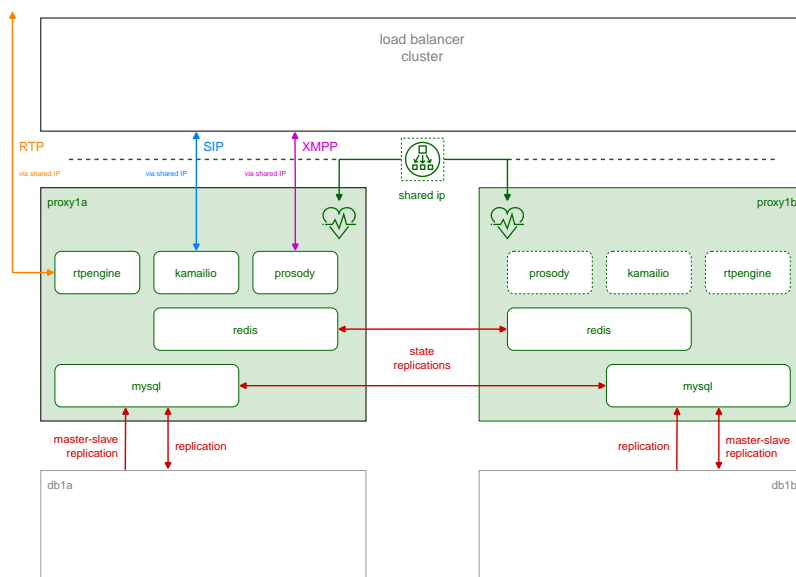 load balancer
cluster
RTP
SIP
XMPP
via shared IP
via shared IP
via shared IP
shared ip
proxy1a
proxy1b
rtpengine
kamailio
prosody
prosody
kamailio
rtpengine
redis
redis
state
replications
mysql
mysql
master-slave
replication
replication
replication
master-slave
replication
db1a
db1b